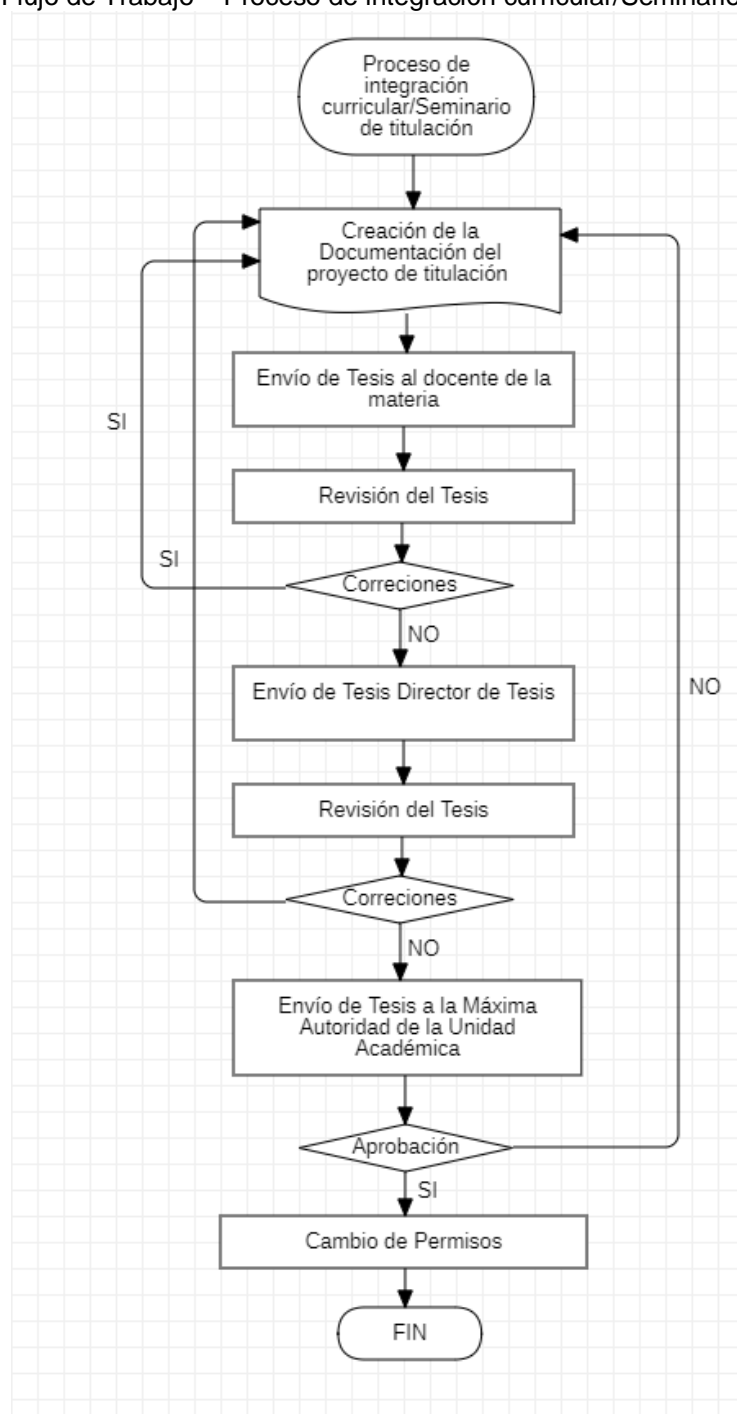 Flujo de Trabajo – Proceso de integración curricular/Seminario
Proceso de
integración
curricular/Seminario
de titulación
Creación de la
Documentación del
proyecto de titulación
Envío de Tesis al docente de la
materia
SI
Revisión del Tesis
SI
Correciones
NO
Envío de Tesis Director de Tesis
NO
Revisión del Tesis
Correciones
NO
Envío de Tesis a la Máxima
Autoridad de la Unidad
Académica
Aprobación
SI
Cambio de Permisos
FIN